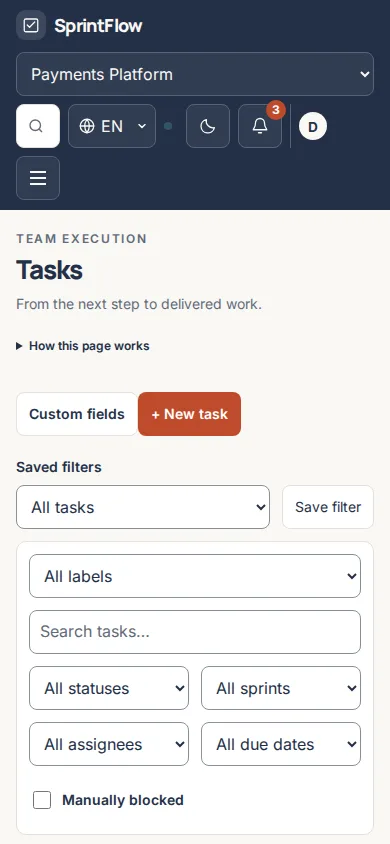 SprintFlow
Payments Platform
EN
3
D
TEAM EXECUTION
Tasks
From the next step to delivered work.
How this page works
Custom fields
+ New task
Saved filters
All tasks
Save filter
All labels
Search tasks...
All statuses
All sprints
All assignees
All due dates
Manually blocked